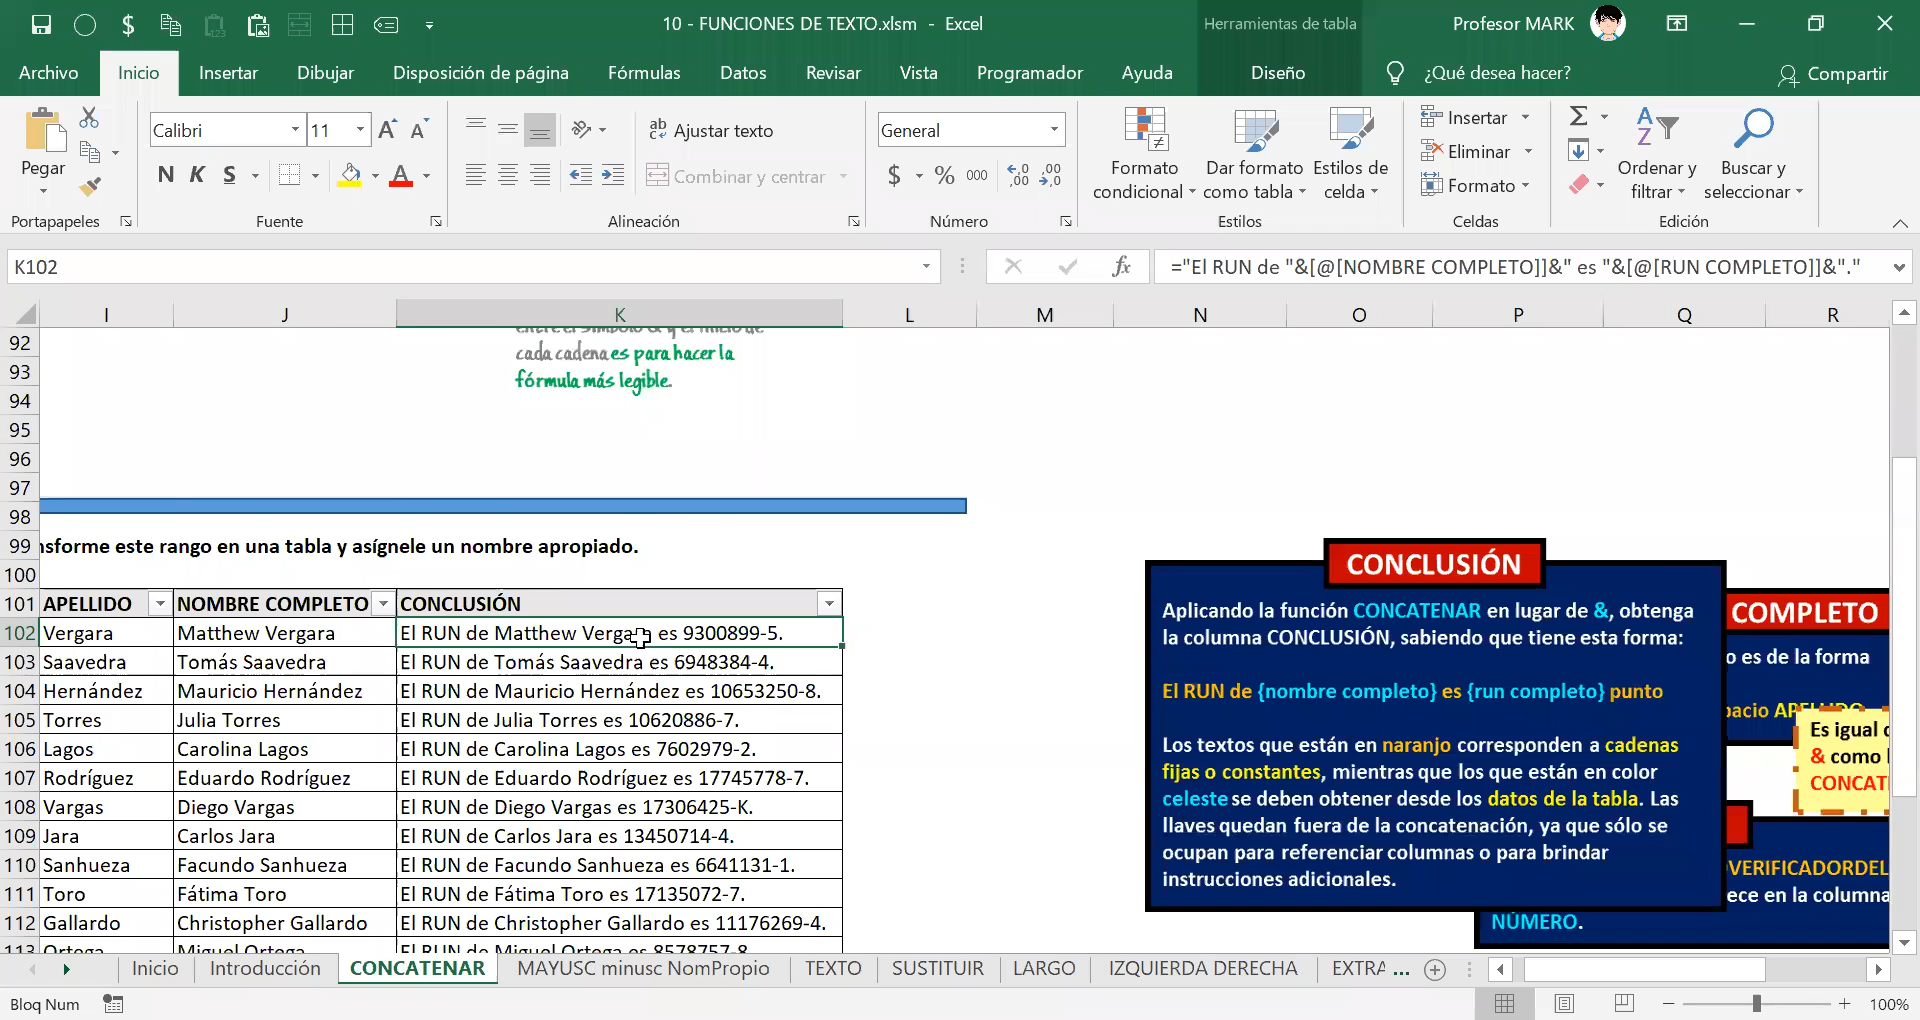 10 - FUNCIONES DE TEXTO.xlsm - Excel
Herramientas de tabla
Profesor MARK
Archivo Inicio Insertar Dibujar Disposición de página Fórmulas Datos Revisar Vista Programador Ayuda Diseño ¿Qué desea hacer? Compartir
Pegar
Portapapeles
Calibri 11
N K S
Fuente
Ajustar texto
Combinar y centrar
Alineación
General
$ % 000
Número
Formato condicional
Dar formato como tabla
Estilos de celda
Estilos
Insertar
Eliminar
Formato
Celdas
Ordenar y filtrar
Buscar y seleccionar
Edición
K102
fx
="El RUN de "&[@[NOMBRE COMPLETO]]&" es "&[@[RUN COMPLETO]]&"."
I J K L M N O P Q R
92
cada cadena es para hacer la
93
fórmula más legible.
94
95
96
97
98
99 nsforme este rango en una tabla y asígnele un nombre apropiado.
100
101 APELLIDO NOMBRE COMPLETO CONCLUSIÓN
102 Vergara Matthew Vergara El RUN de Matthew Vergara es 9300899-5.
103 Saavedra Tomás Saavedra El RUN de Tomás Saavedra es 6948384-4.
104 Hernández Mauricio Hernández El RUN de Mauricio Hernández es 10653250-8.
105 Torres Julia Torres El RUN de Julia Torres es 10620886-7.
106 Lagos Carolina Lagos El RUN de Carolina Lagos es 7602979-2.
107 Rodríguez Eduardo Rodríguez El RUN de Eduardo Rodríguez es 17745778-7.
108 Vargas Diego Vargas El RUN de Diego Vargas es 17306425-K.
109 Jara Carlos Jara El RUN de Carlos Jara es 13450714-4.
110 Sanhueza Facundo Sanhueza El RUN de Facundo Sanhueza es 6641131-1.
111 Toro Fátima Toro El RUN de Fátima Toro es 17135072-7.
112 Gallardo Christopher Gallardo El RUN de Christopher Gallardo es 11176269-4.
113 Ortega Miguel Ortega El RUN de Miguel Ortega es 8578757-8
CONCLUSIÓN
Aplicando la función CONCATENAR en lugar de &, obtenga
la columna CONCLUSIÓN, sabiendo que tiene esta forma:
El RUN de {nombre completo} es {run completo} punto
Los textos que están en naranjo corresponden a cadenas
fijas o constantes, mientras que los que están en color
celeste se deben obtener desde los datos de la tabla. Las
llaves quedan fuera de la concatenación, ya que sólo se
ocupan para referenciar columnas o para brindar
instrucciones adicionales.
COMPLETO
o es de la forma
Es igual
& como
CONCAT
VERIFICADORDEL
ece en la columna
NÚMERO.
Inicio Introducción CONCATENAR MAYUSC minusc NomPropio TEXTO SUSTITUIR LARGO IZQUIERDA DERECHA EXTRA ...
Bloq Num
100%